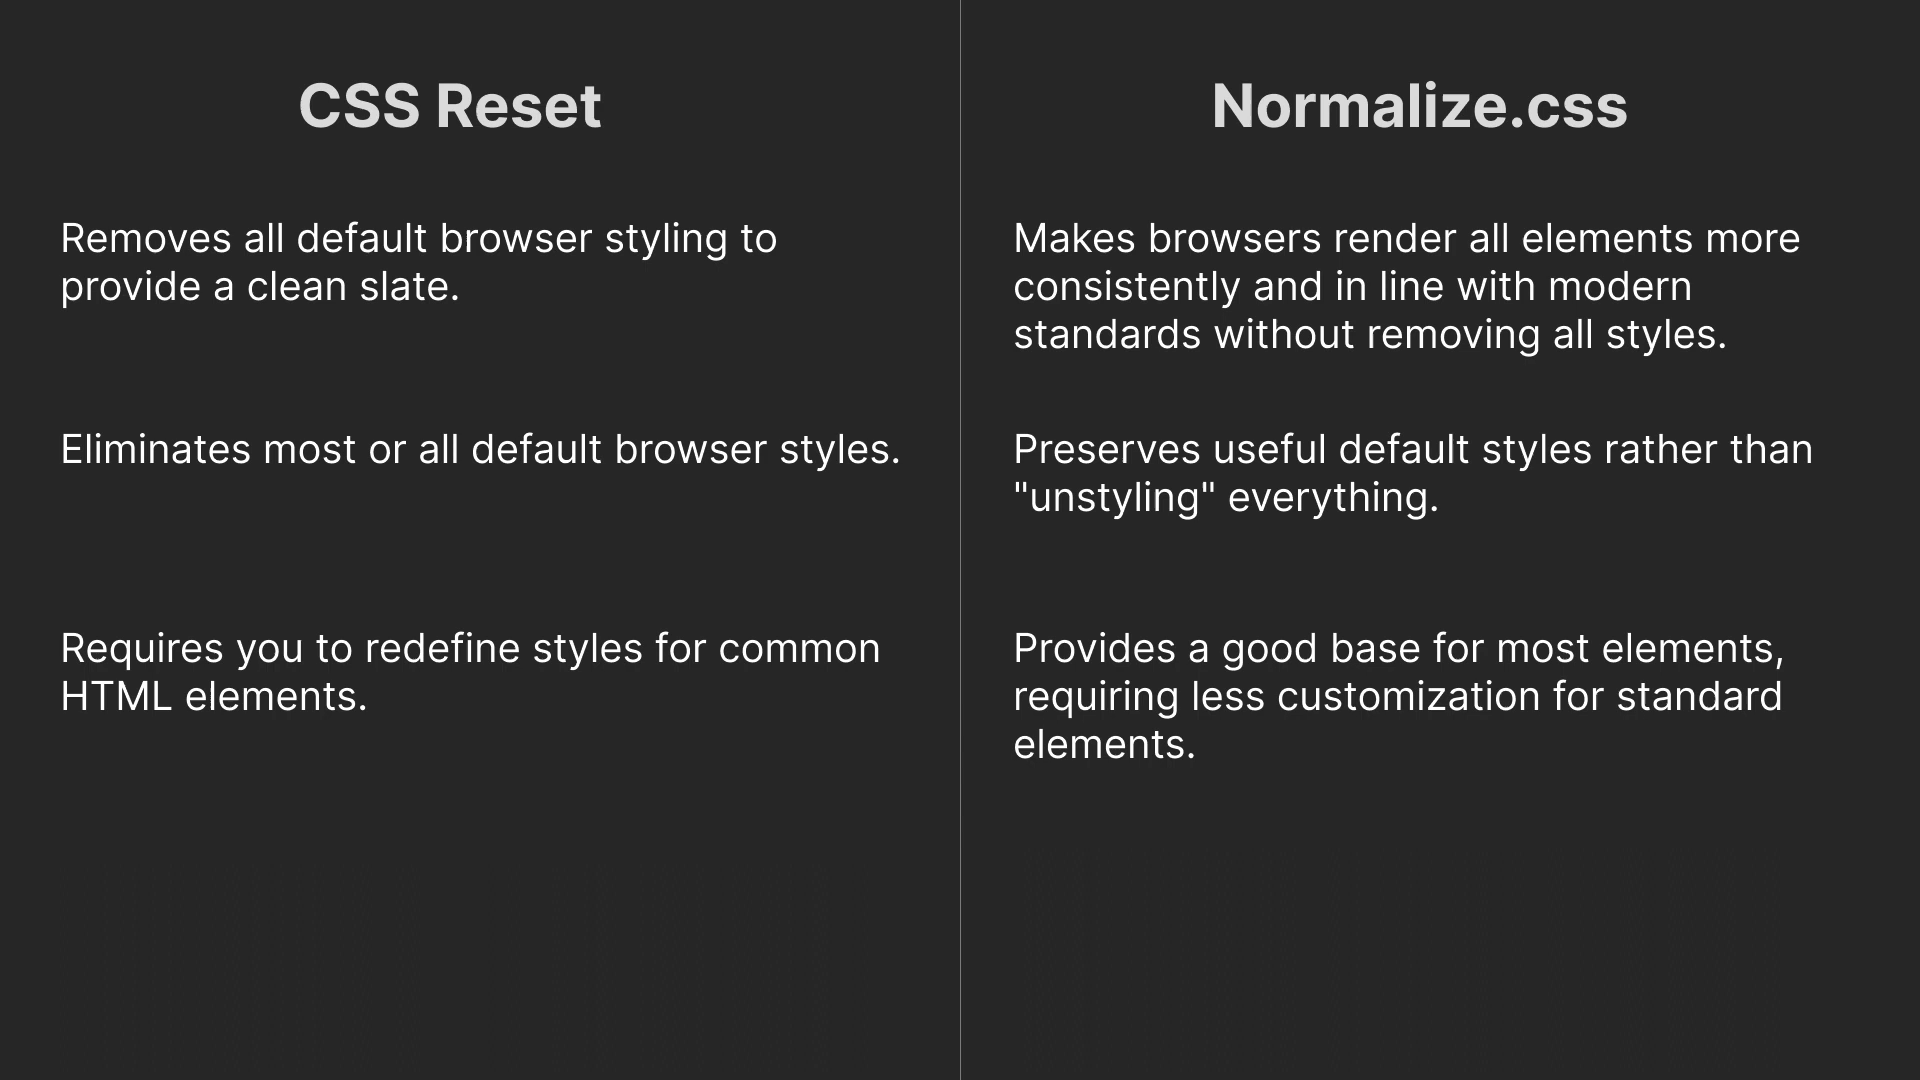 CSS Reset
Removes all default browser styling to
provide a clean slate.
Eliminates most or all default browser styles.
Requires you to redefine styles for common
HTML elements.
Normalize.css
Makes browsers render all elements more
consistently and in line with modern
standards without removing all styles.
Preserves useful default styles rather than
"unstyling" everything.
Provides a good base for most elements,
requiring less customization for standard
elements.